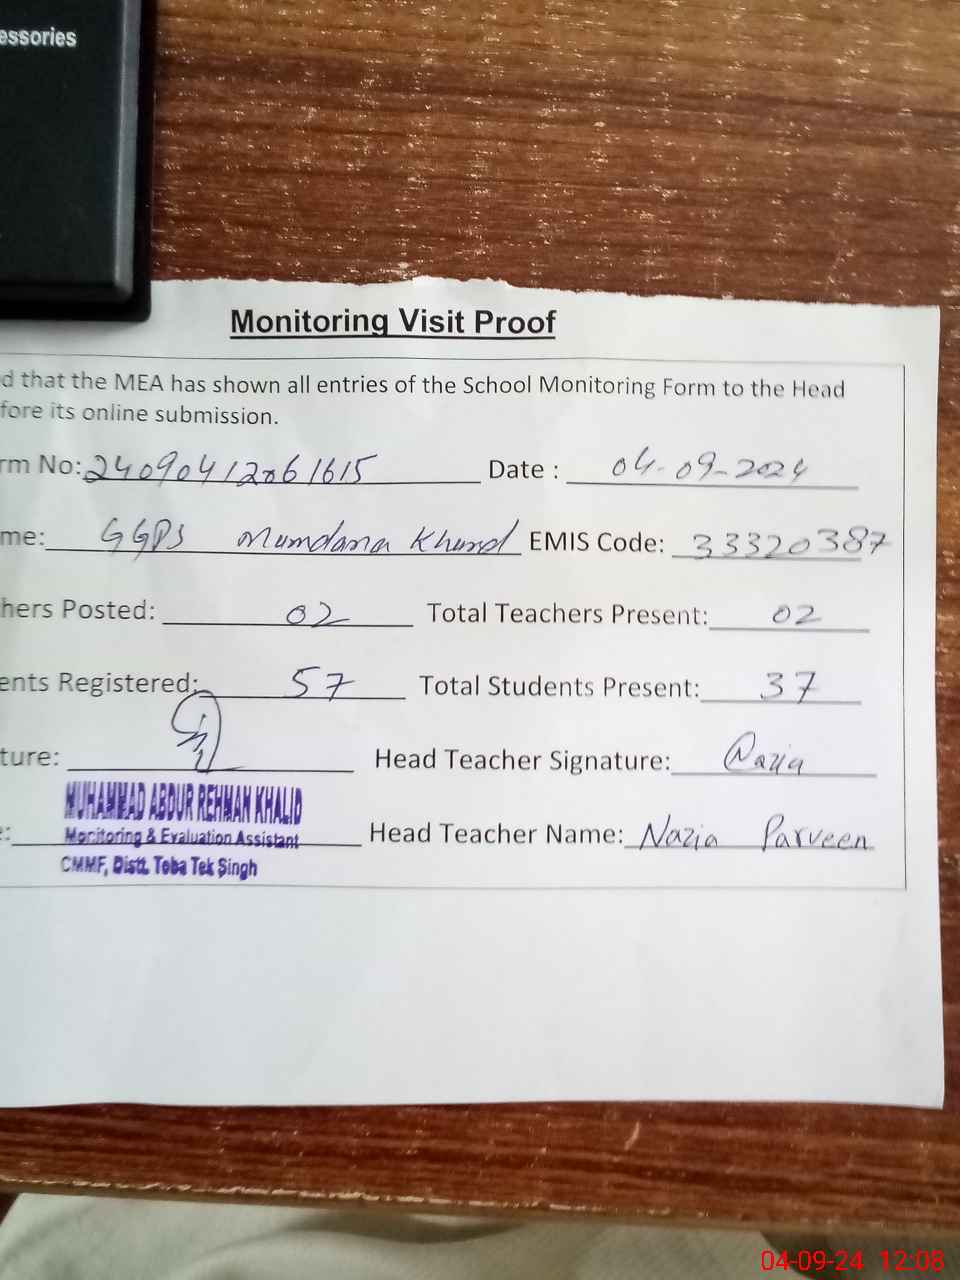 essories
Monitoring Visit Proof
d that the MEA has shown all entries of the School Monitoring Form to the Head
fore its online submission.
rm No: 24090412061615 Date : 04-09-2024
me: GGPS Mumdana Khurd EMIS Code: 33320387
hers Posted: 02 Total Teachers Present: 02
ents Registered: 57 Total Students Present: 37
ture: Head Teacher Signature: Nazia
MUHAMMAD ABDUR REHMAN KHALID
e: Head Teacher Name: Nazia Parveen
Monitoring & Evaluation Assistant
CMMF, Distt. Toba Tek Singh
04-09-24 12:08